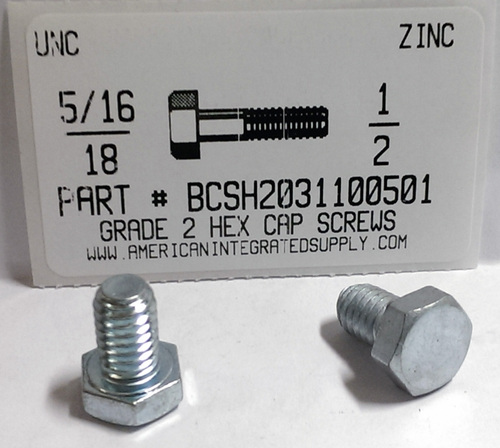 UNC ZINC
5/16 1
18 2
PART # BCSH2031100501
GRADE 2 HEX CAP SCREWS
WWW.AMERICANINTEGRATEDSUPPLY.COM